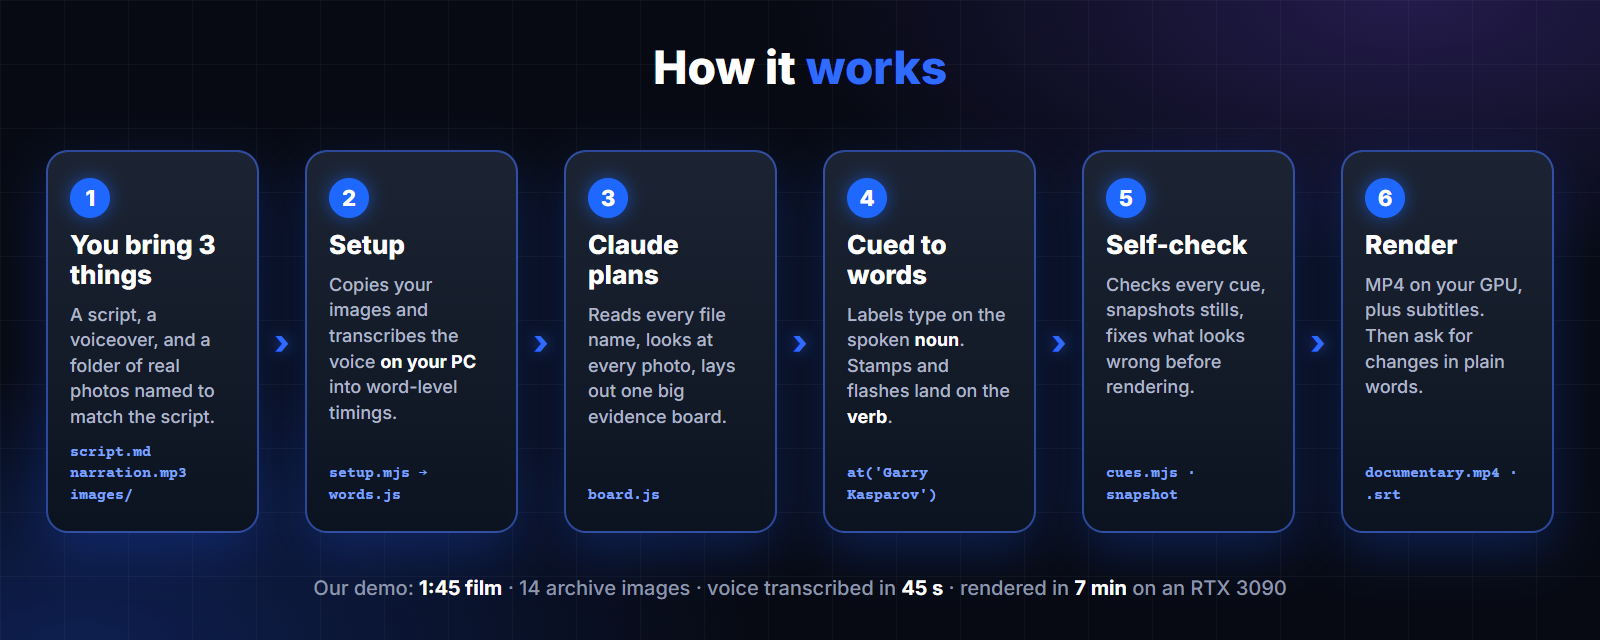 How it works
1
You bring 3
things
A script, a
voiceover, and a
folder of real
photos named to
match the script.
script.md
narration.mp3
images/
2
Setup
Copies your
images and
transcribes the
voice on your PC
into word-level
timings.
setup.mjs →
words.js
3
Claude
plans
Reads every file
name, looks at
every photo, lays
out one big
evidence board.
board.js
4
Cued to
words
Labels type on the
spoken noun.
Stamps and
flashes land on the
verb.
at('Garry
Kasparov')
5
Self-check
Checks every cue,
snapshots stills,
fixes what looks
wrong before
rendering.
cues.mjs ·
snapshot
6
Render
MP4 on your GPU,
plus subtitles.
Then ask for
changes in plain
words.
documentary.mp4 ·
.srt
Our demo: 1:45 film · 14 archive images · voice transcribed in 45 s · rendered in 7 min on an RTX 3090